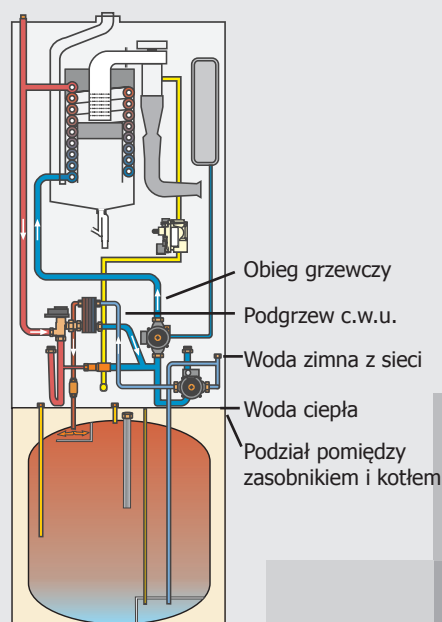 Obieg grzewczy
Podgrzew c.w.u.
Woda zimna z sieci
Woda ciepła
Podział pomiędzy
zasobnikiem i kotłem